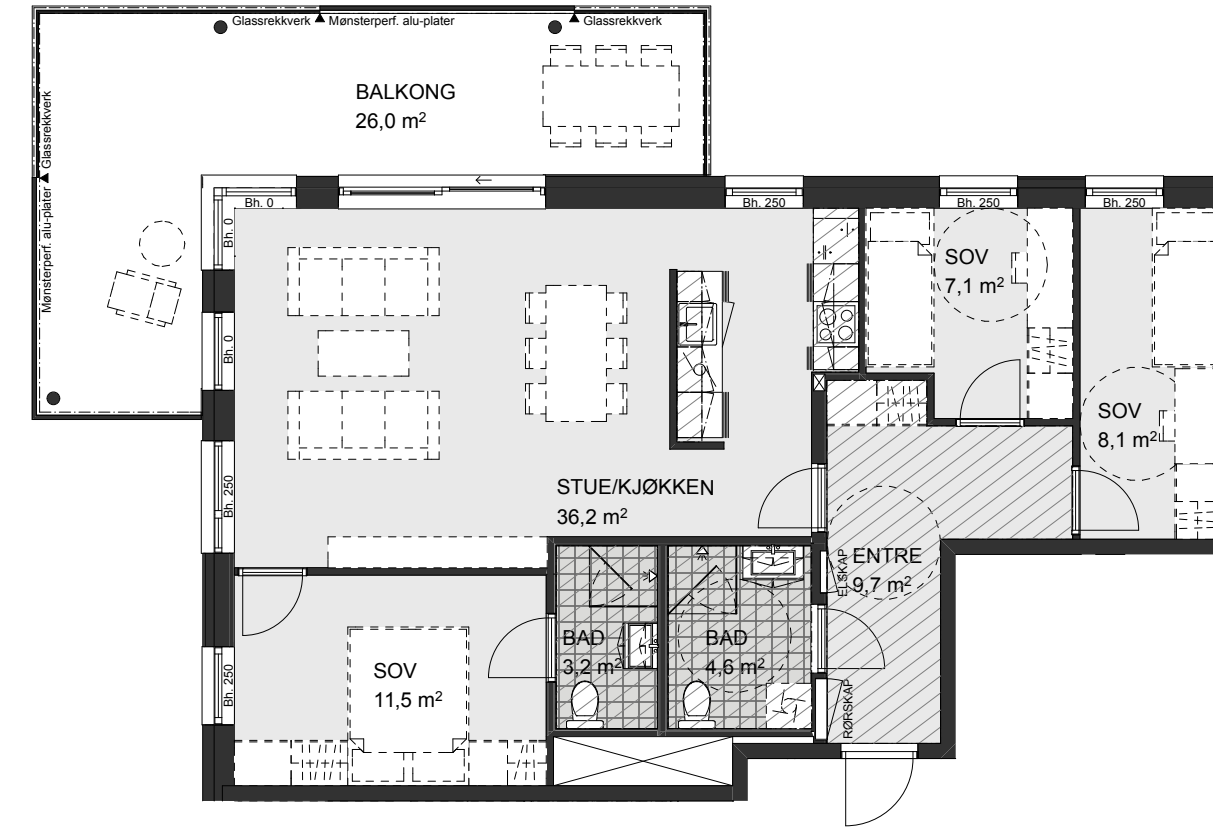 Glassrekkverk
Mønsterperf. alu-plater
Glassrekkverk
BALKONG
26,0 m²
Glassrekkverk
Mønsterperf. alu-plater
Bh. 0
Bh. 0
Bh. 0
Bh. 250
Bh. 250
Bh. 250
Bh. 250
Bh. 250
SOV
7,1 m²
SOV
8,1 m²
STUE/KJØKKEN
36,2 m²
ENTRE
9,7 m²
ELSKAP
BAD
3,2 m²
BAD
4,6 m²
SOV
11,5 m²
RØRSKAP